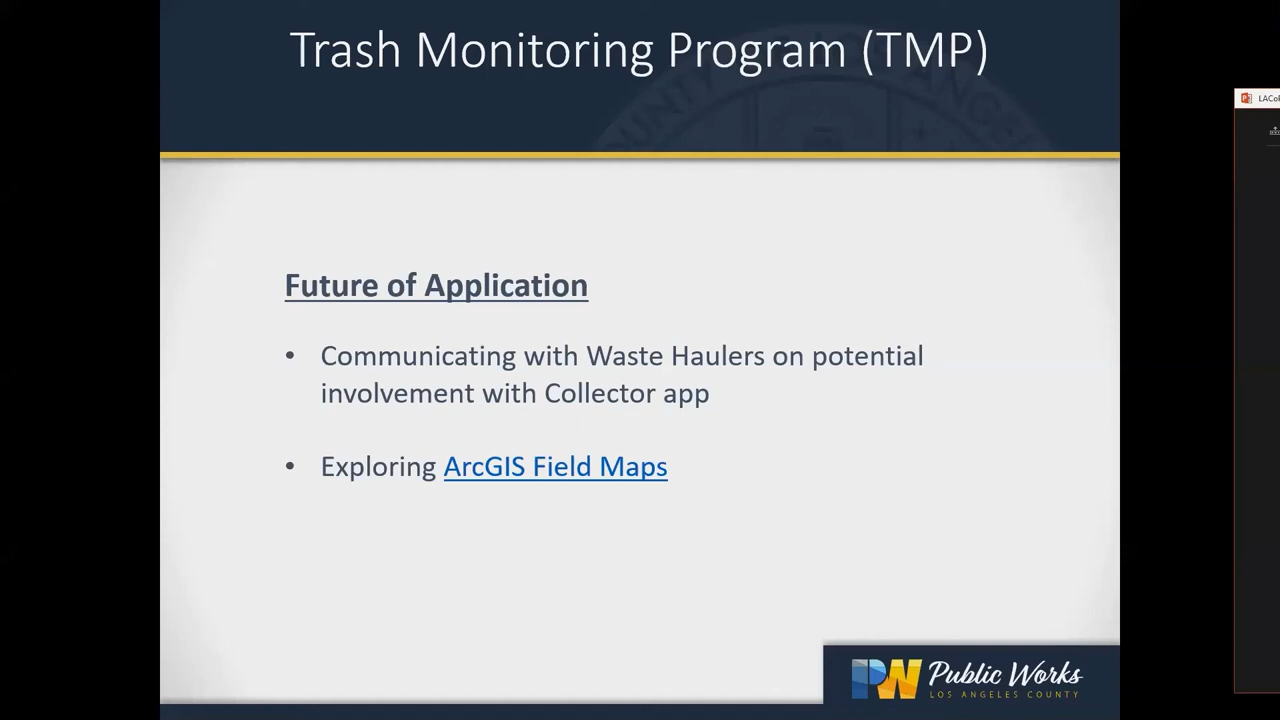 Trash Monitoring Program (TMP)
Future of Application
• Communicating with Waste Haulers on potential
involvement with Collector app
• Exploring ArcGIS Field Maps
PW Public Works
LOS ANGELES COUNTY